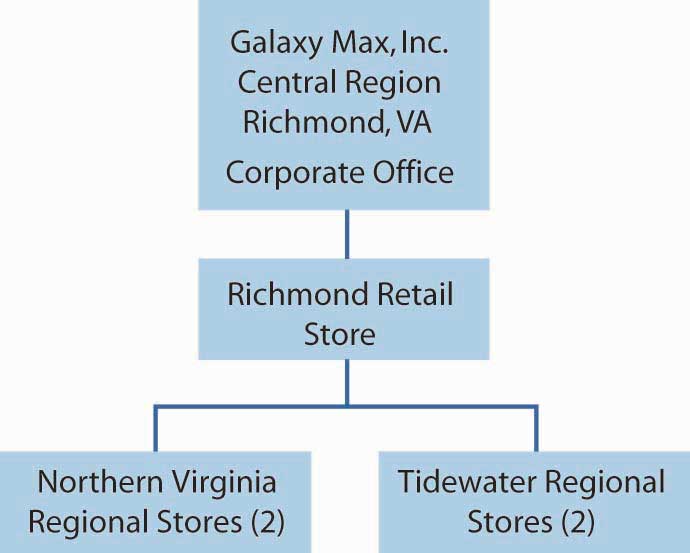 Galaxy Max, Inc.
Central Region
Richmond, VA
Corporate Office
Richmond Retail
Store
Northern Virginia
Regional Stores (2)
Tidewater Regional
Stores (2)